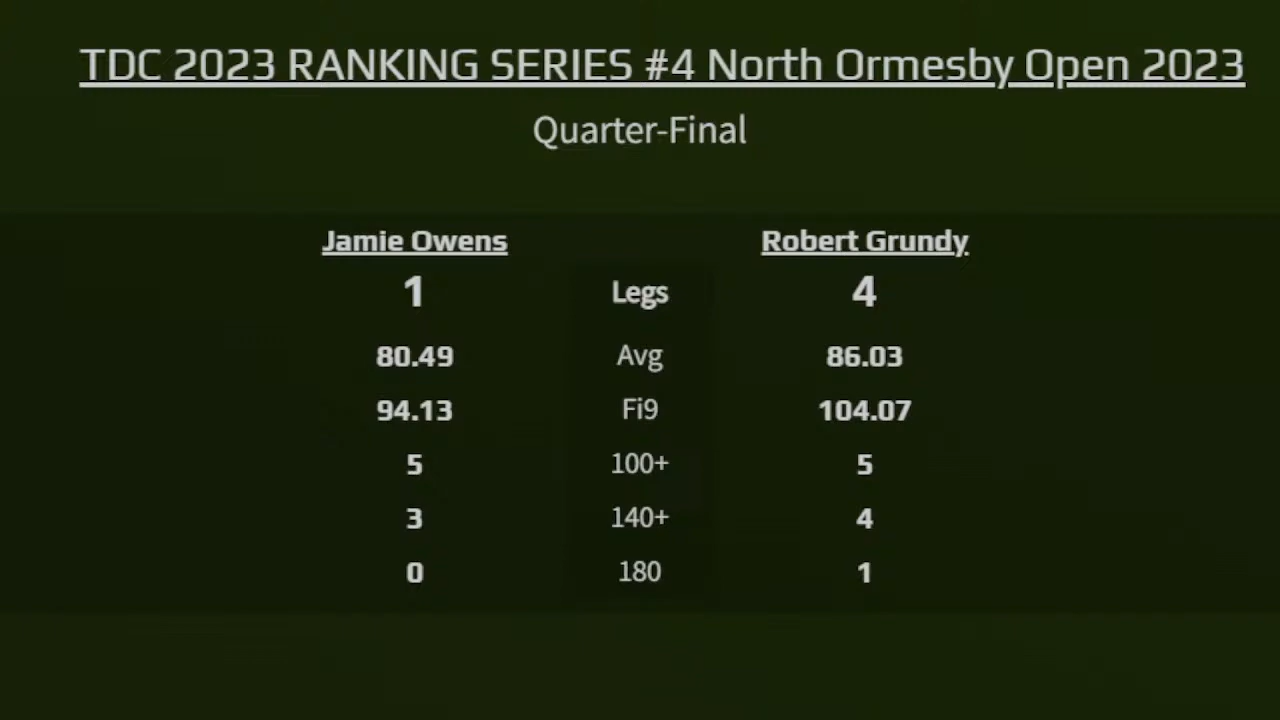 TDC 2023 RANKING SERIES #4 North Ormesby Open 2023
Quarter-Final
Jamie Owens Robert Grundy
1 Legs 4
80.49 Avg 86.03
94.13 Fi9 104.07
5 100+ 5
3 140+ 4
0 180 1